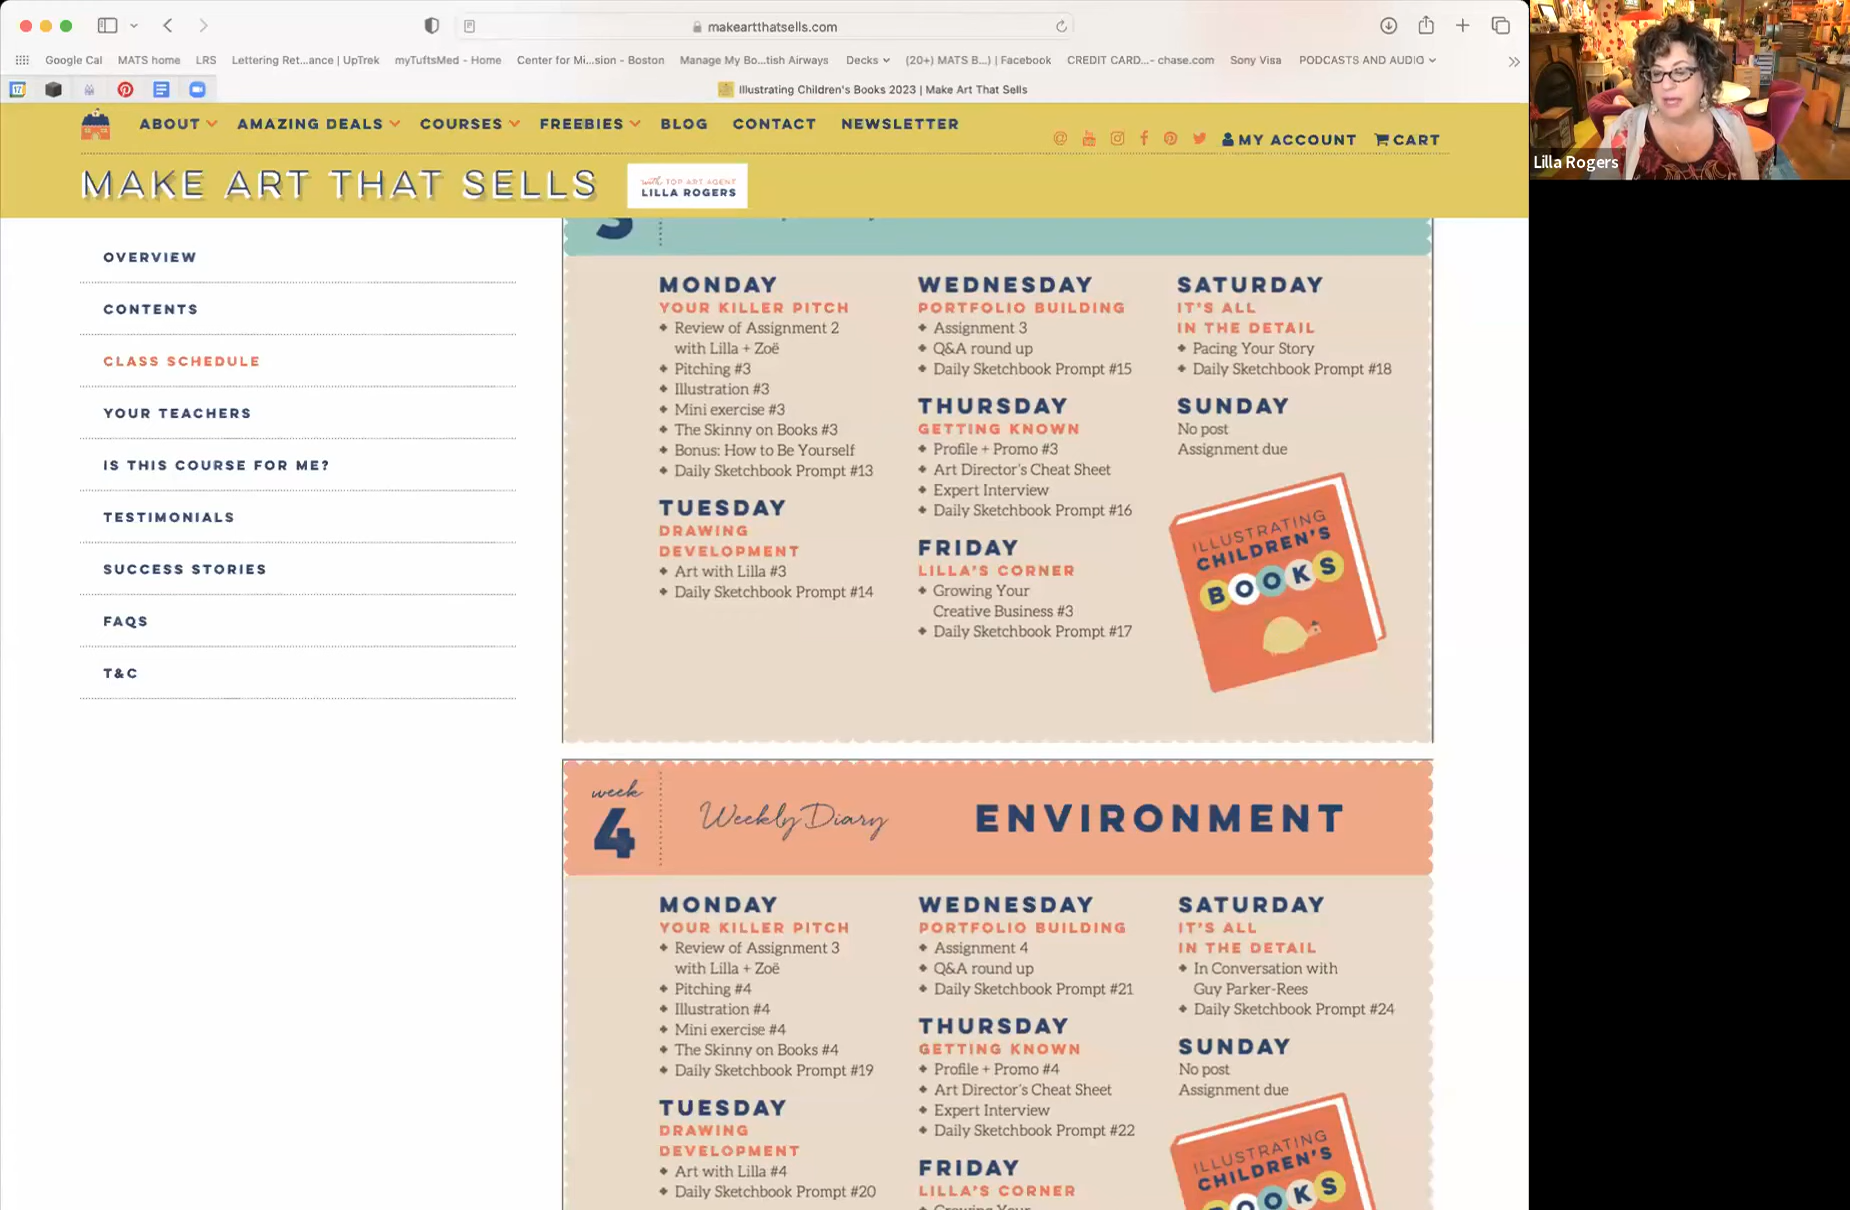 makeartthatsells.com
Google Cal MATS home LRS Lettering Ret...ance | UpTrek myTuftsMed - Home Center for Mi...sion - Boston Manage My Bo...tish Airways Decks (20+) MATS B...) | Facebook CREDIT CARD...- chase.com Sony Visa PODCASTS AND AUDIO
Illustrating Children's Books 2023 | Make Art That Sells
ABOUT AMAZING DEALS COURSES FREEBIES BLOG CONTACT NEWSLETTER
MY ACCOUNT CART
MAKE ART THAT SELLS
with TOP ART AGENT
LILLA ROGERS
Lilla Rogers
OVERVIEW
CONTENTS
CLASS SCHEDULE
YOUR TEACHERS
IS THIS COURSE FOR ME?
TESTIMONIALS
SUCCESS STORIES
FAQS
T&C
3
MONDAY
YOUR KILLER PITCH
Review of Assignment 2
with Lilla + Zoë
Pitching #3
Illustration #3
Mini exercise #3
The Skinny on Books #3
Bonus: How to Be Yourself
Daily Sketchbook Prompt #13
TUESDAY
DRAWING
DEVELOPMENT
Art with Lilla #3
Daily Sketchbook Prompt #14
WEDNESDAY
PORTFOLIO BUILDING
Assignment 3
Q&A round up
Daily Sketchbook Prompt #15
THURSDAY
GETTING KNOWN
Profile + Promo #3
Art Director's Cheat Sheet
Expert Interview
Daily Sketchbook Prompt #16
FRIDAY
LILLA'S CORNER
Growing Your
Creative Business #3
Daily Sketchbook Prompt #17
SATURDAY
IT'S ALL
IN THE DETAIL
Pacing Your Story
Daily Sketchbook Prompt #18
SUNDAY
No post
Assignment due
ILLUSTRATING
CHILDREN'S
BOOKS
week
4
Weekly Diary
ENVIRONMENT
MONDAY
YOUR KILLER PITCH
Review of Assignment 3
with Lilla + Zoë
Pitching #4
Illustration #4
Mini exercise #4
The Skinny on Books #4
Daily Sketchbook Prompt #19
TUESDAY
DRAWING
DEVELOPMENT
Art with Lilla #4
Daily Sketchbook Prompt #20
WEDNESDAY
PORTFOLIO BUILDING
Assignment 4
Q&A round up
Daily Sketchbook Prompt #21
THURSDAY
GETTING KNOWN
Profile + Promo #4
Art Director's Cheat Sheet
Expert Interview
Daily Sketchbook Prompt #22
FRIDAY
LILLA'S CORNER
Growing Your
SATURDAY
IT'S ALL
IN THE DETAIL
In Conversation with
Guy Parker-Rees
Daily Sketchbook Prompt #24
SUNDAY
No post
Assignment due
ILLUSTRATING
CHILDREN'S
BOOKS